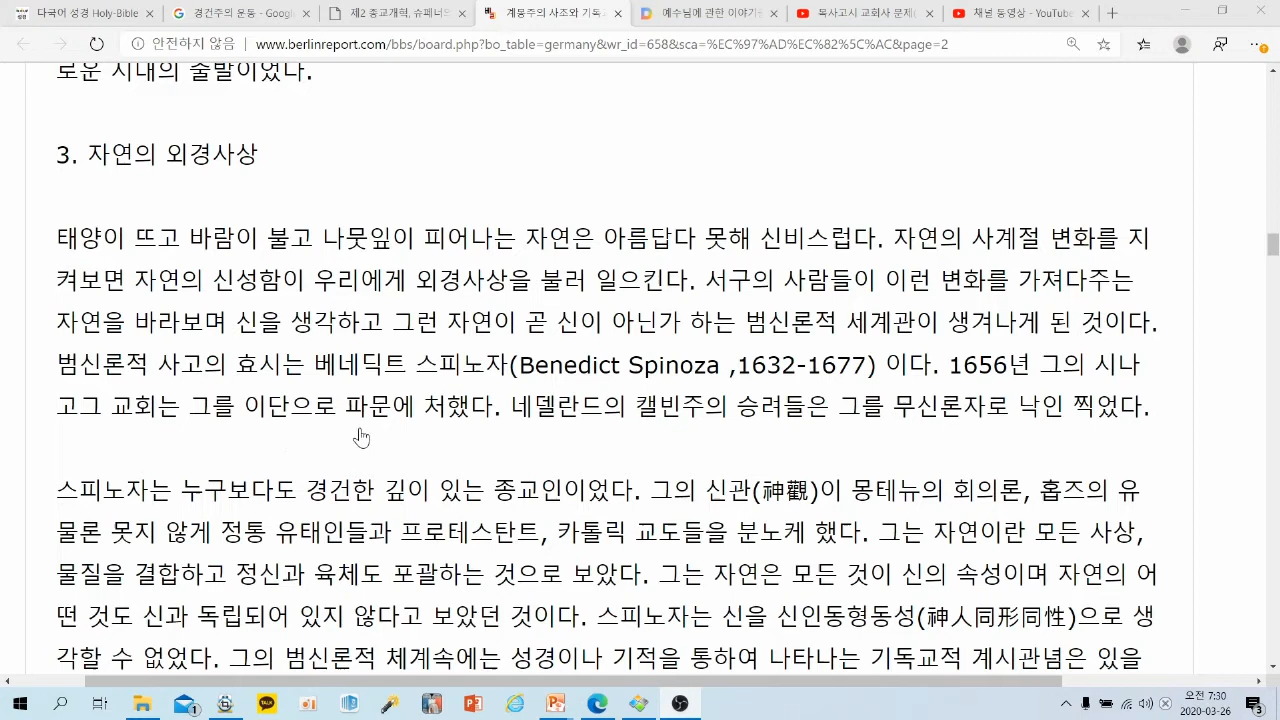 다국어 성경 Holy-Bible
경건주의 운동 - Google
제2 종교개혁, 슈페너의
계몽주의 사조와 기독교
예수님에 관한 이야기
목사고시 교회사 문제(
채널 동영상 - YouTube
안전하지 않음 www.berlinreport.com/bbs/board.php?bo_table=germany&wr_id=658&sca=%EC%97%AD%EC%82%5C%AC&page=2
로운 시대의 출발이었다.
3. 자연의 외경사상
태양이 뜨고 바람이 불고 나뭇잎이 피어나는 자연은 아름답다 못해 신비스럽다. 자연의 사계절 변화를 지
켜보면 자연의 신성함이 우리에게 외경사상을 불러 일으킨다. 서구의 사람들이 이런 변화를 가져다주는
자연을 바라보며 신을 생각하고 그런 자연이 곧 신이 아닌가 하는 범신론적 세계관이 생겨나게 된 것이다.
범신론적 사고의 효시는 베네딕트 스피노자(Benedict Spinoza ,1632-1677) 이다. 1656년 그의 시나
고그 교회는 그를 이단으로 파문에 처했다. 네델란드의 캘빈주의 승려들은 그를 무신론자로 낙인 찍었다.
스피노자는 누구보다도 경건한 깊이 있는 종교인이었다. 그의 신관(神觀)이 몽테뉴의 회의론, 홉즈의 유
물론 못지 않게 정통 유태인들과 프로테스탄트, 카톨릭 교도들을 분노케 했다. 그는 자연이란 모든 사상,
물질을 결합하고 정신과 육체도 포괄하는 것으로 보았다. 그는 자연은 모든 것이 신의 속성이며 자연의 어
떤 것도 신과 독립되어 있지 않다고 보았던 것이다. 스피노자는 신을 신인동형동성(神人同形同性)으로 생
각할 수 없었다. 그의 범신론적 체계속에는 성경이나 기적을 통하여 나타나는 기독교적 계시관념은 있을
오전 7:30
2020-03-26